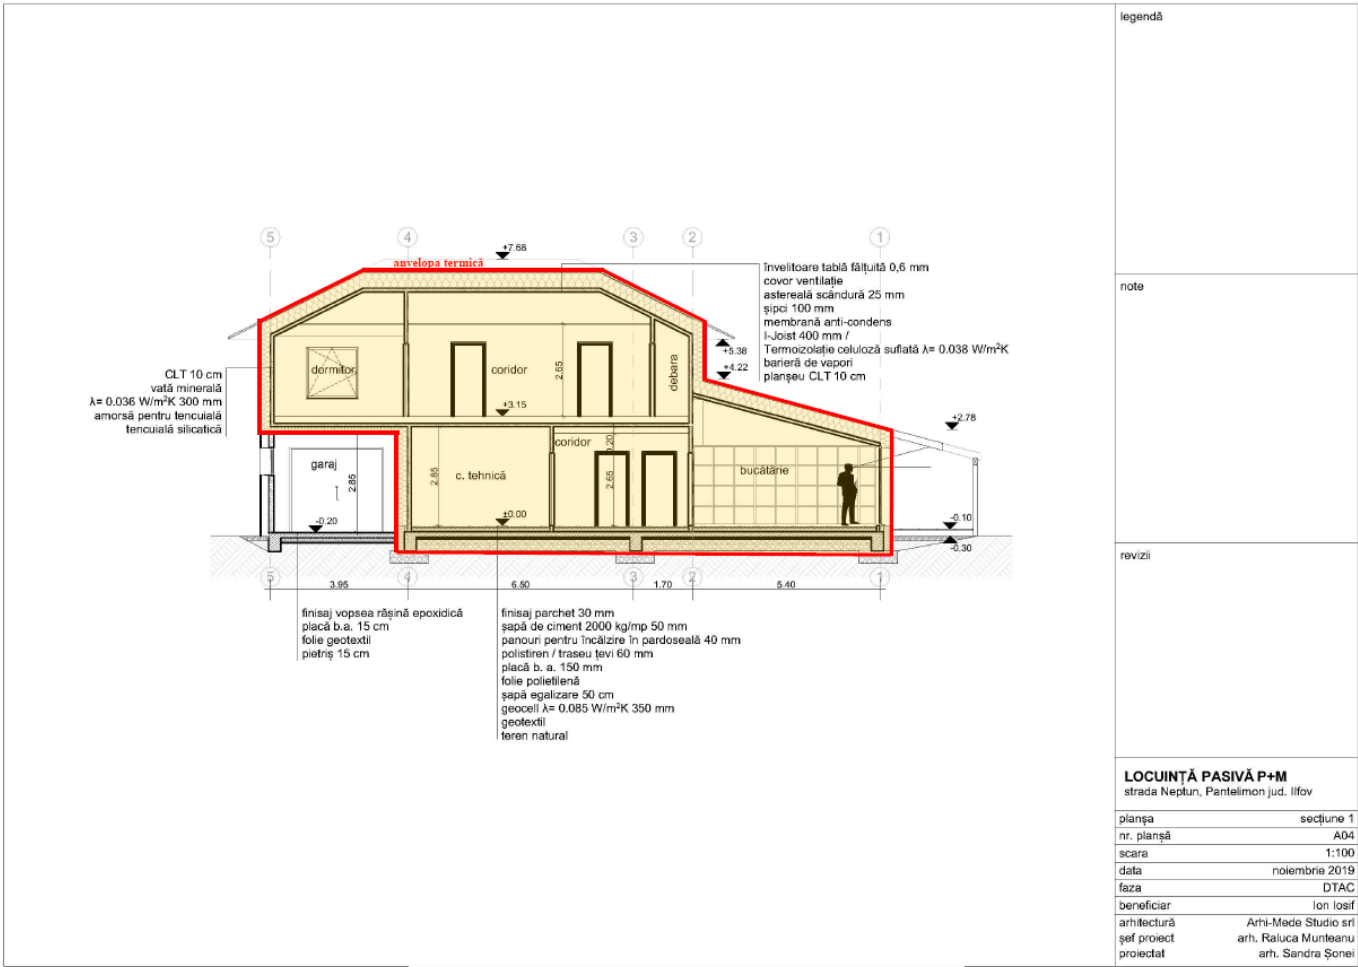 legendă
note
revizii
5
4
3
2
1
+7.68
anvelopa termică
învelitoare tablă fălțuită 0,6 mm
covor ventilație
astereală scândură 25 mm
șipci 100 mm
membrană anti-condens
I-Joist 400 mm /
Termoizolație celuloză suflată λ= 0.038 W/m²K
barieră de vapori
planșeu CLT 10 cm
+5.38
+4.22
CLT 10 cm
vată minerală
λ= 0.036 W/m²K 300 mm
amorsă pentru tencuială
tencuială silicatică
dormitor
coridor
2.65
debara
+3.15
+2.78
garaj
2.85
-0.20
2.85
c. tehnică
±0.00
coridor
0.20
2.65
bucătărie
-0.10
-0.30
5
4
3
2
1
3.95
6.50
1.70
5.40
finisaj vopsea rășină epoxidică
placă b.a. 15 cm
folie geotextil
pietriș 15 cm
finisaj parchet 30 mm
șapă de ciment 2000 kg/mp 50 mm
panouri pentru încălzire în pardoseală 40 mm
polistiren / traseu țevi 60 mm
placă b. a. 150 mm
folie polietilenă
șapă egalizare 50 cm
geocell λ= 0.085 W/m²K 350 mm
geotextil
teren natural
LOCUINȚĂ PASIVĂ P+M
strada Neptun, Pantelimon jud. Ilfov
planșa secțiune 1
nr. planșă A04
scara 1:100
data noiembrie 2019
faza DTAC
beneficiar Ion Iosif
arhitectură Arhi-Mede Studio srl
șef proiect arh. Raluca Munteanu
proiectat arh. Sandra Șonei